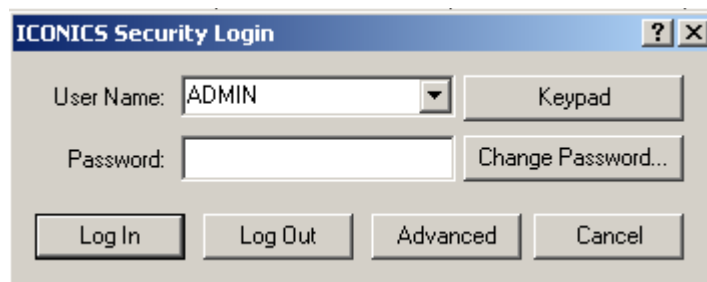 ICONICS Security Login
User Name: ADMIN Keypad
Password: Change Password...
Log In Log Out Advanced Cancel